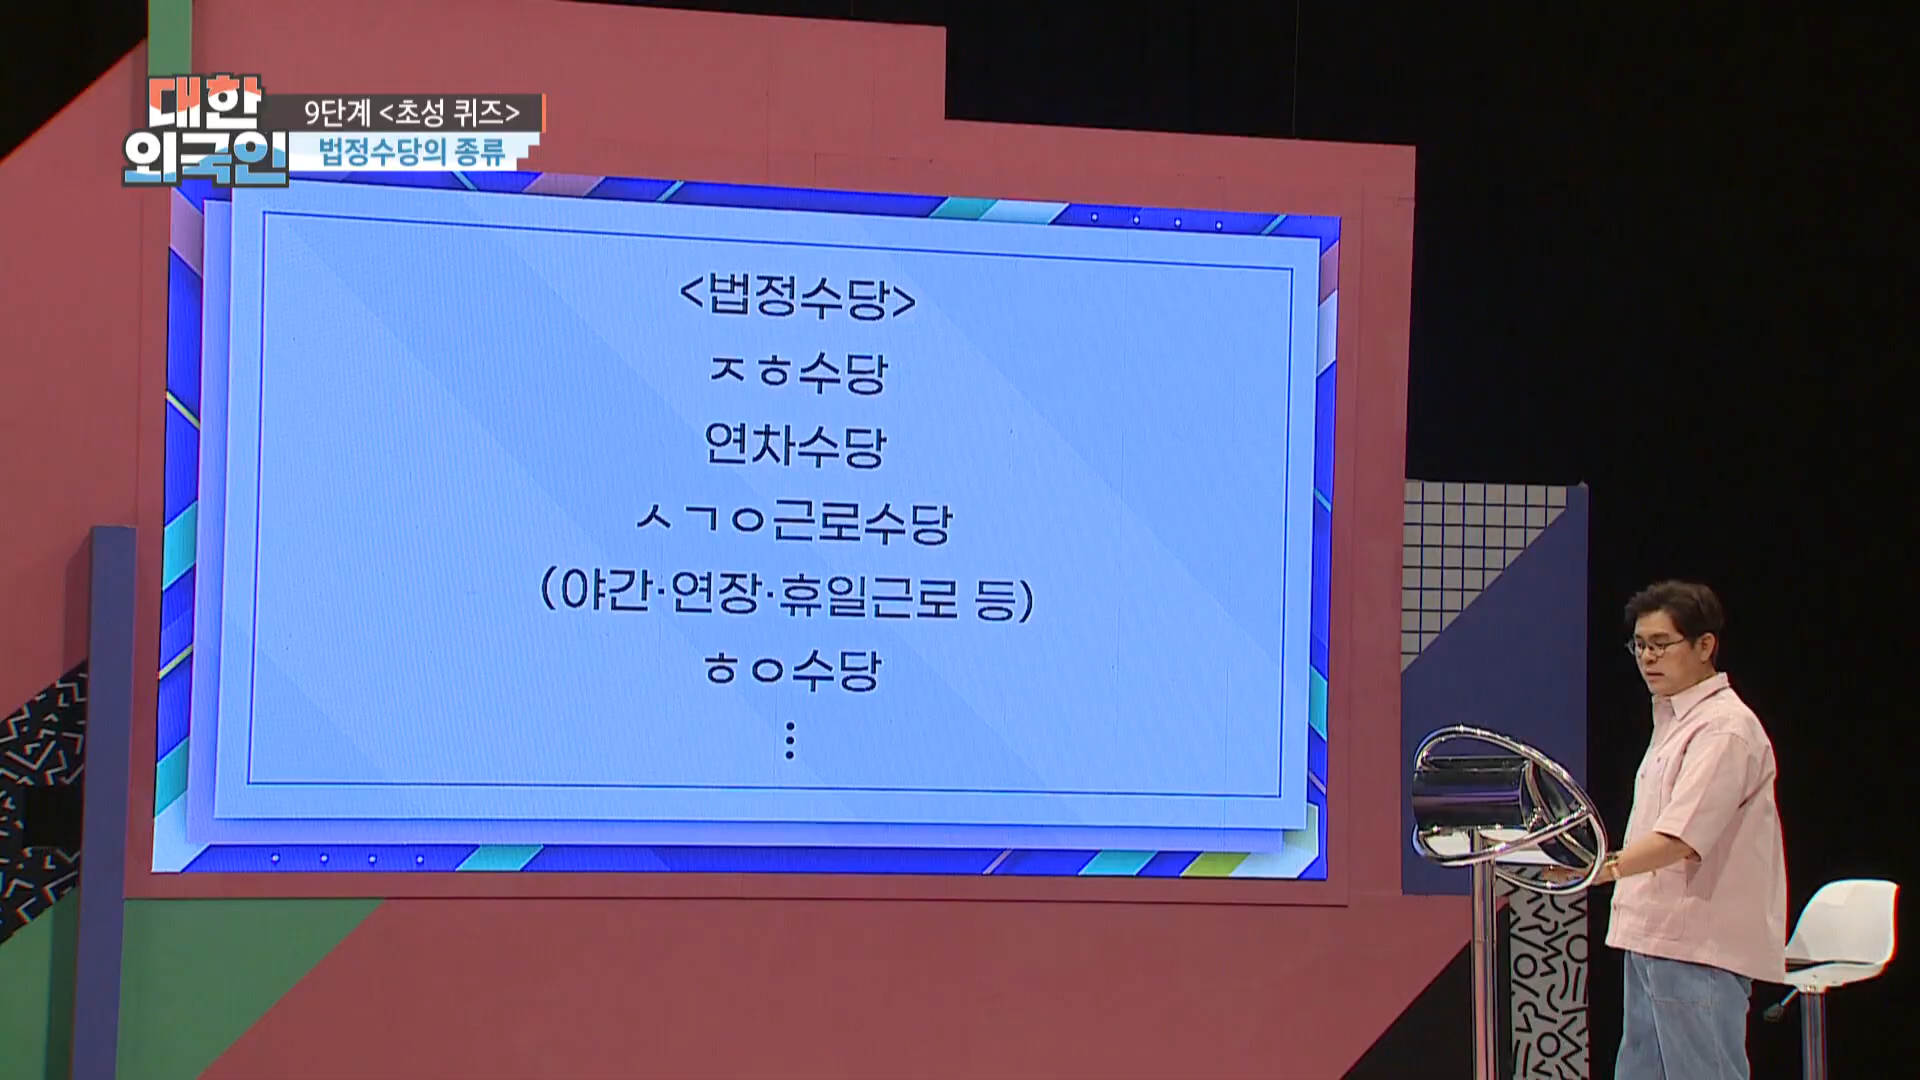 대한
외국인
9단계 <초성 퀴즈>
법정수당의 종류
<법정수당>
ㅈㅎ수당
연차수당
ㅅㄱㅇ근로수당
(야간·연장·휴일근로 등)
ㅎㅇ수당
⋮